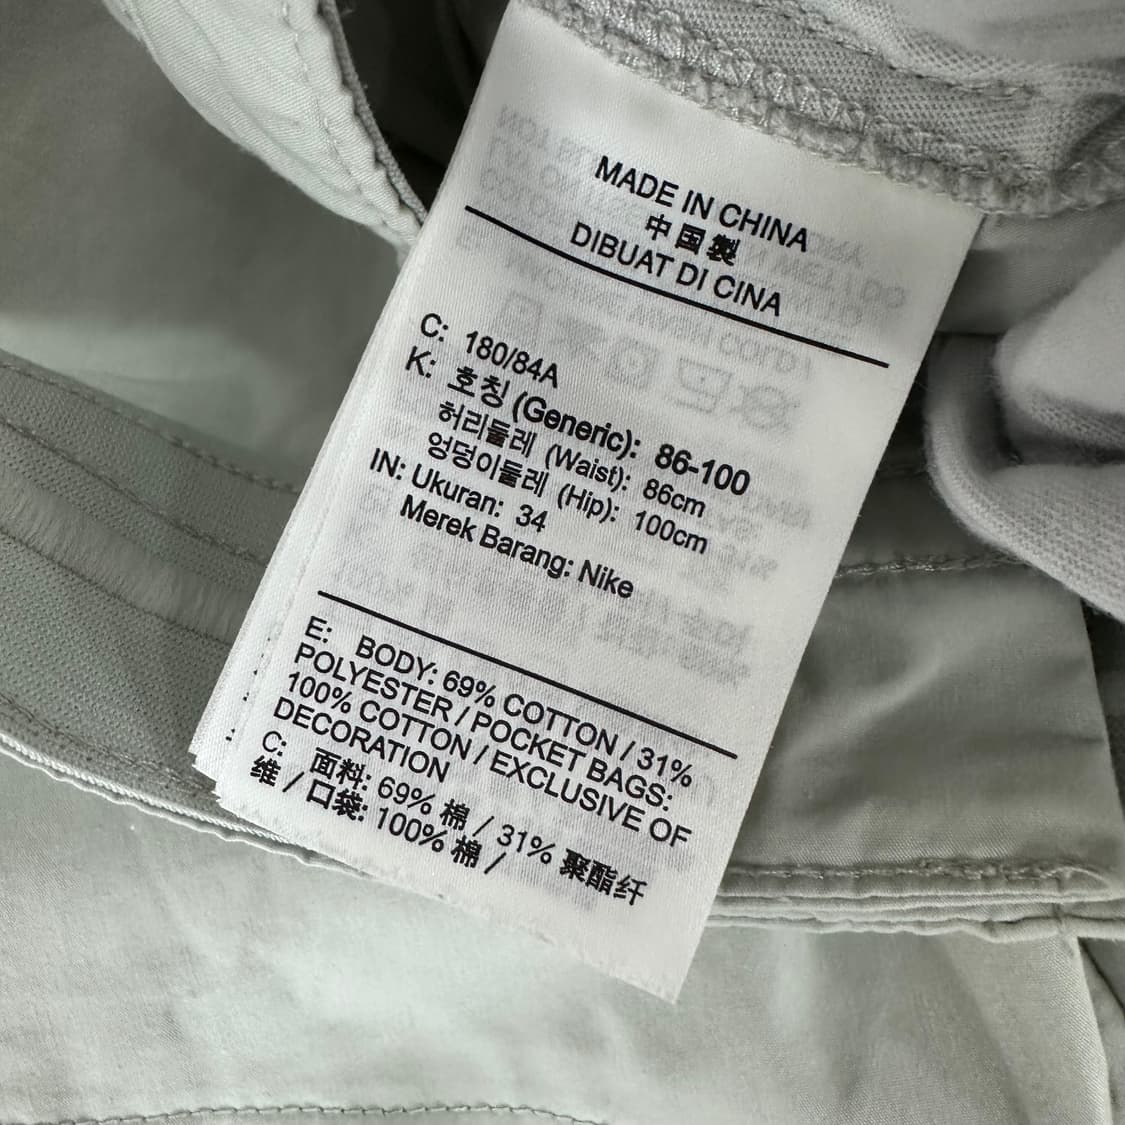 MADE IN CHINA
中国製
DIBUAT DI CINA
C: 180/84A
K: 호칭 (Generic): 86-100
허리둘레 (Waist): 86cm
엉덩이둘레 (Hip): 100cm
IN: Ukuran: 34
Merek Barang: Nike
E: BODY: 69% COTTON / 31%
POLYESTER / POCKET BAGS:
100% COTTON / EXCLUSIVE OF
DECORATION
C: 面料: 69% 棉 / 31% 聚酯纤
维 / 口袋: 100% 棉 /